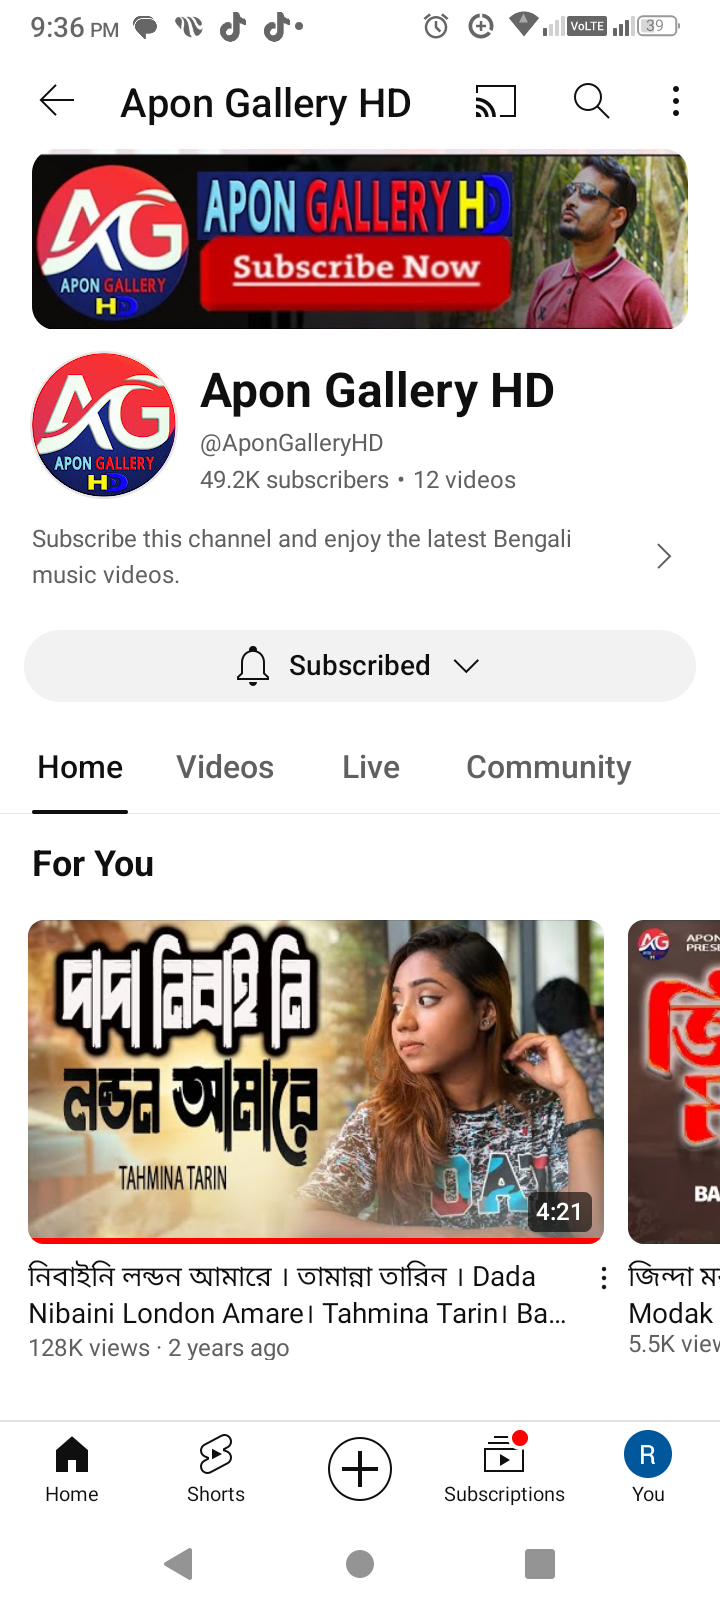 9:36 PM
VoLTE
39
Apon Gallery HD
AG
APON GALLERY
HD
APON GALLERY HD
Subscribe Now
AG
APON GALLERY
HD
Apon Gallery HD
@AponGalleryHD
49.2K subscribers • 12 videos
Subscribe this channel and enjoy the latest Bengali
music videos.
Subscribed
Home Videos Live Community
For You
দাদা নিবাই নি
লন্ডন আমারে
TAHMINA TARIN
DAT
4:21
AG
APON
PRES
জি
BA
নিবাইনি লন্ডন আমারে । তামান্না তারিন । Dada
Nibaini London Amare। Tahmina Tarin। Ba...
128K views · 2 years ago
জিন্দা ম
Modak
5.5K view
Home
Shorts
Subscriptions
R
You